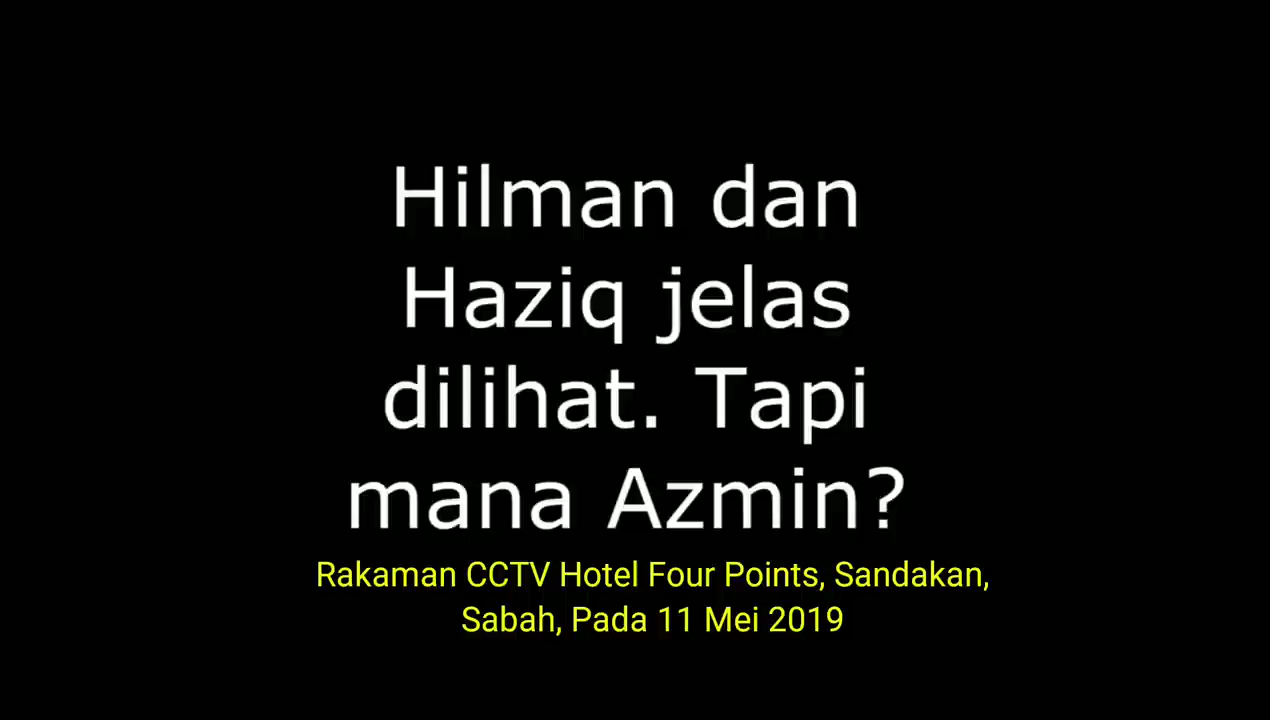 Hilman dan
Haziq jelas
dilihat. Tapi
mana Azmin?
Rakaman CCTV Hotel Four Points, Sandakan,
Sabah, Pada 11 Mei 2019